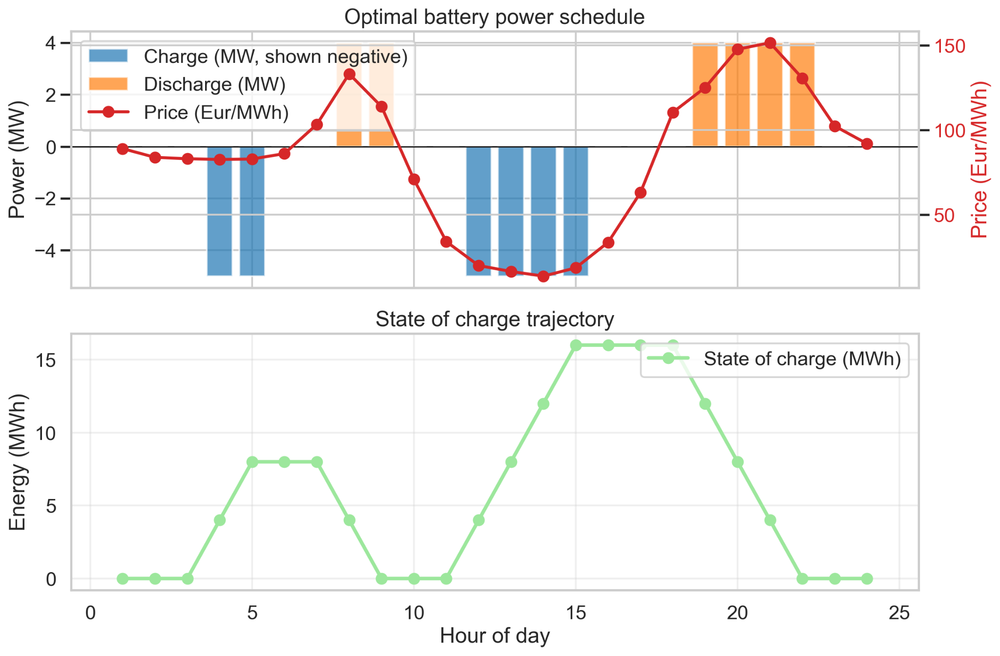 Optimal battery power schedule
Charge (MW, shown negative)
Discharge (MW)
Price (Eur/MWh)
Power (MW)
4
2
0
−2
−4
150
100
50
Price (Eur/MWh)
State of charge trajectory
State of charge (MWh)
Energy (MWh)
15
10
5
0
0 5 10 15 20 25
Hour of day